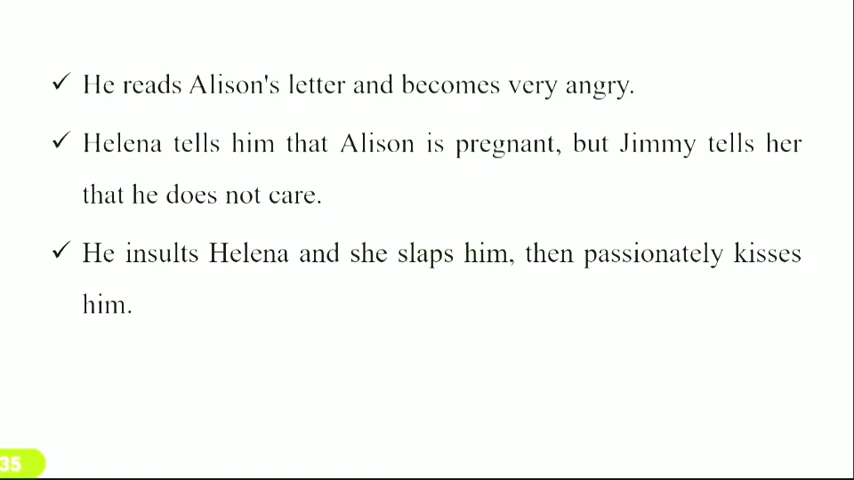 ✓ He reads Alison's letter and becomes very angry.
✓ Helena tells him that Alison is pregnant, but Jimmy tells her
that he does not care.
✓ He insults Helena and she slaps him, then passionately kisses
him.
35